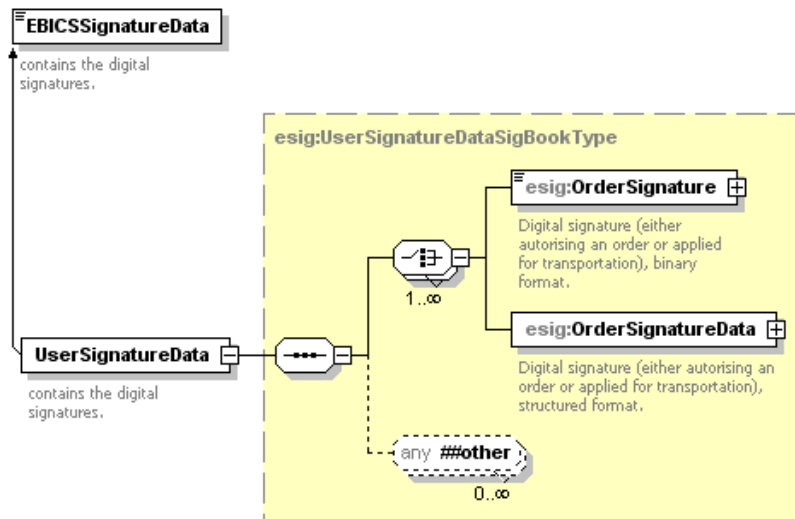 EBICSSignatureData
contains the digital
signatures.
esig:UserSignatureDataSigBookType
esig:OrderSignature
Digital signature (either
autorising an order or applied
for transportation), binary
format.
1..∞
esig:OrderSignatureData
Digital signature (either autorising an
order or applied for transportation),
structured format.
UserSignatureData
contains the digital
signatures.
any ##other
0..∞